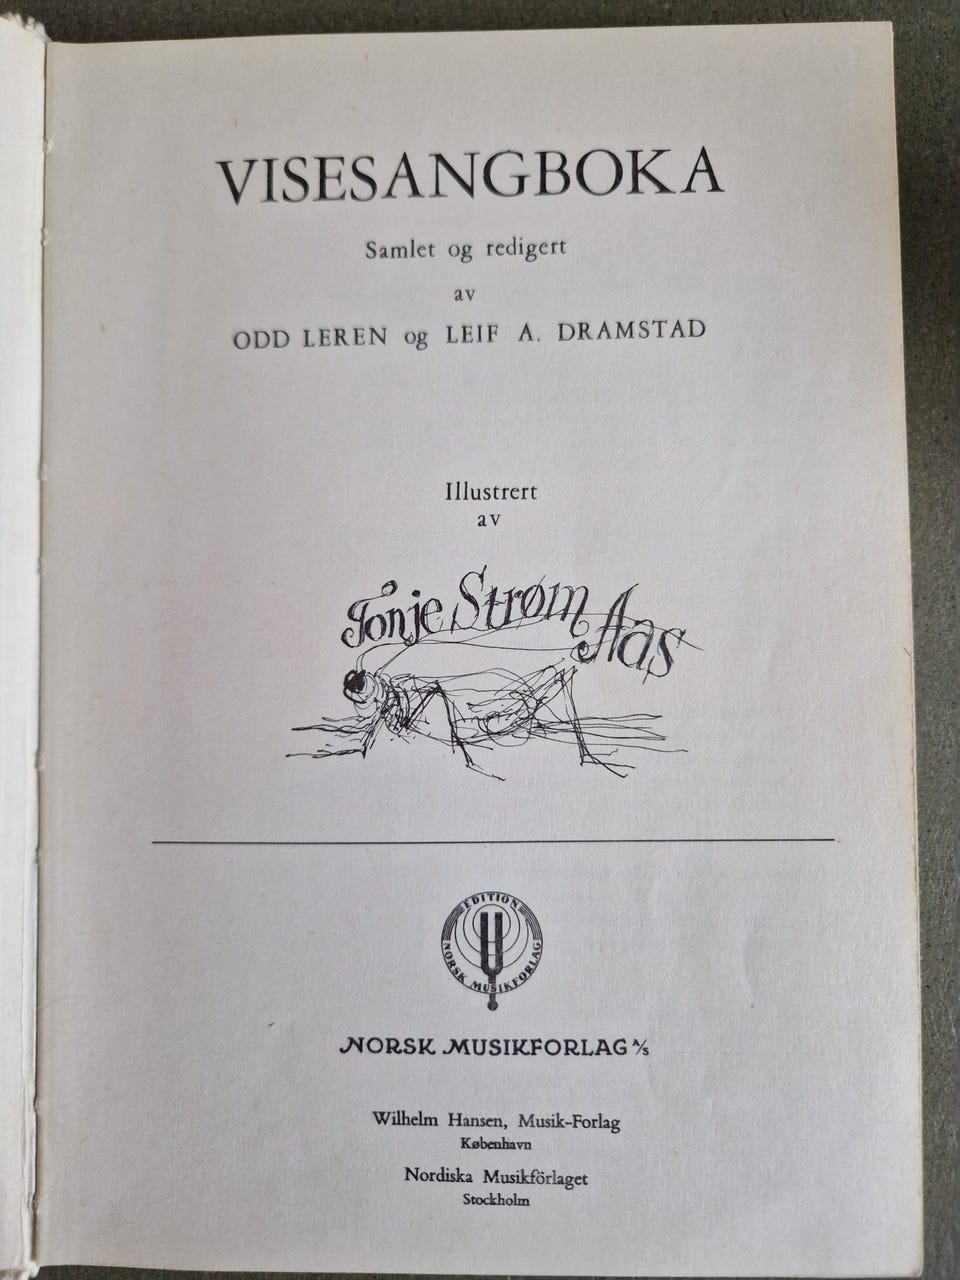 VISESANGBOKA
Samlet og redigert
av
ODD LEREN og LEIF A. DRAMSTAD
Illustrert
av
Tonje Strøm Aas
EDITION
NORSK MUSIKFORLAG
NORSK MUSIKFORLAG A/S
Wilhelm Hansen, Musik-Forlag
København
Nordiska Musikförlaget
Stockholm